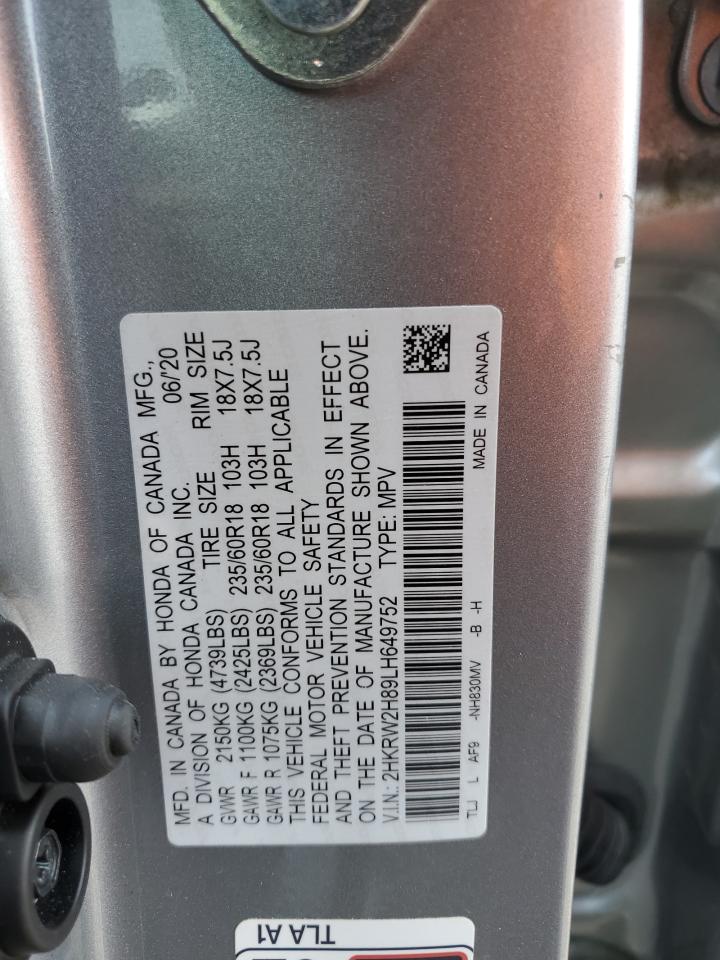 MFD. IN CANADA BY HONDA OF CANADA MFG.,
A DIVISION OF HONDA CANADA INC. 06/'20
GVWR 2150KG (4739LBS) TIRE SIZE RIM SIZE
GAWR F 1100KG (2425LBS) 235/60R18 103H 18X7.5J
GAWR R 1075KG (2369LBS) 235/60R18 103H 18X7.5J
THIS VEHICLE CONFORMS TO ALL APPLICABLE
FEDERAL MOTOR VEHICLE SAFETY
AND THEFT PREVENTION STANDARDS IN EFFECT
ON THE DATE OF MANUFACTURE SHOWN ABOVE.
V.I.N.: 2HKRW2H89LH649752 TYPE: MPV
TLJ L AF9 -NH830MV -B -H MADE IN CANADA
TLA A1